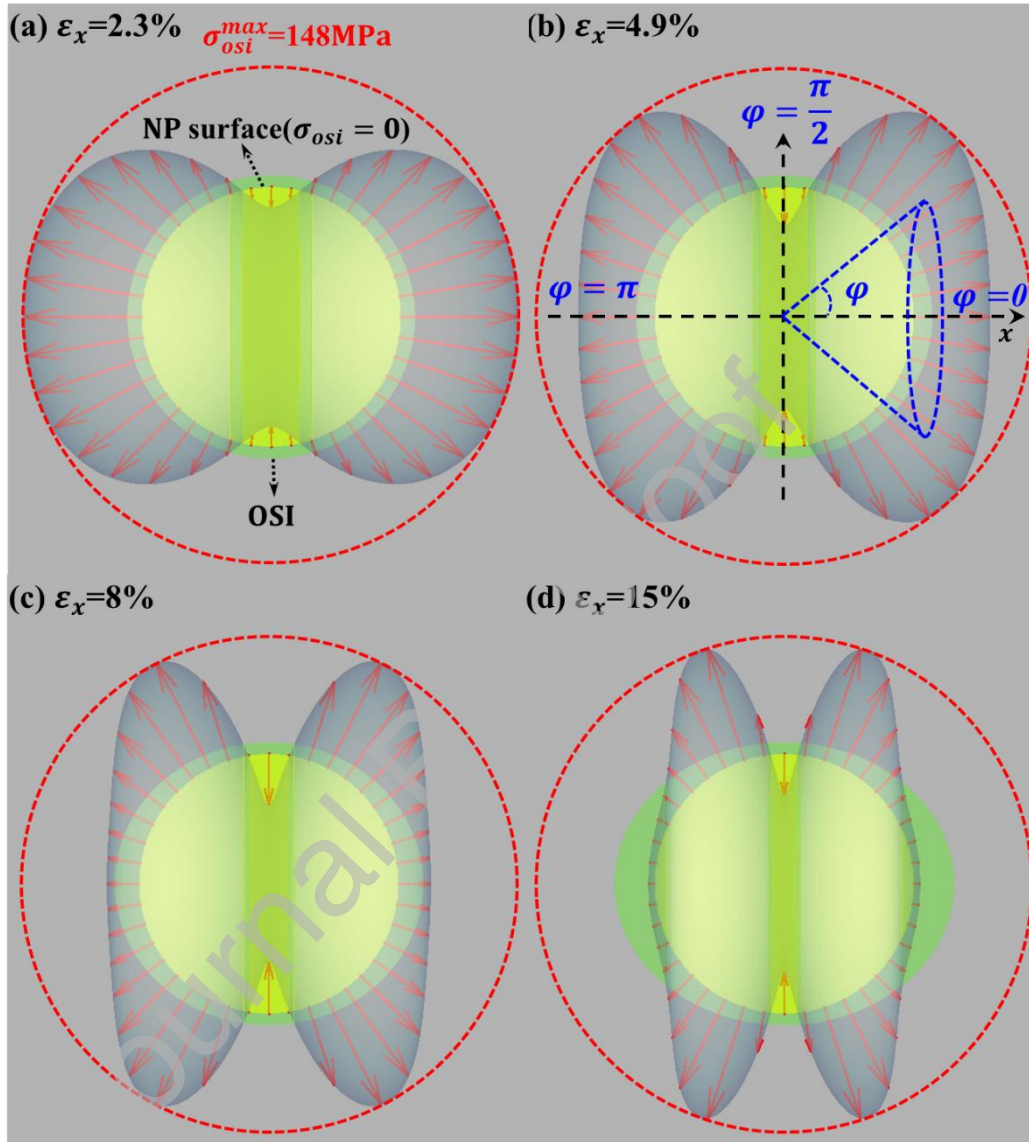 (a) εₓ=2.3%
σₒₛᵢᵐᵃˣ=148MPa
NP surface(σₒₛᵢ = 0)
OSI
(b) εₓ=4.9%
φ = π/2
φ = π
φ
φ =0
x
(c) εₓ=8%
(d) εₓ=15%